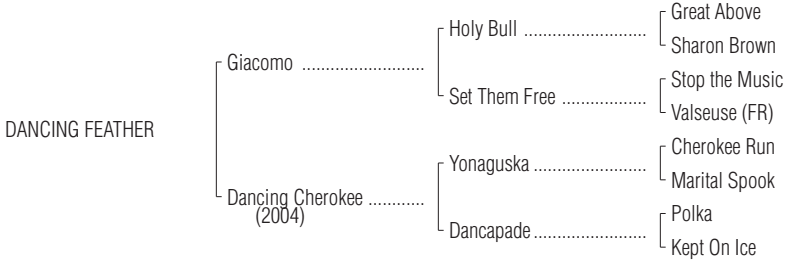 Great Above
Holy Bull ........................
Sharon Brown
Giacomo ........................
Stop the Music
Set Them Free .................
Valseuse (FR)
DANCING FEATHER
Cherokee Run
Yonaguska ......................
Marital Spook
Dancing Cherokee ...........
(2004)
Polka
Dancapade ......................
Kept On Ice